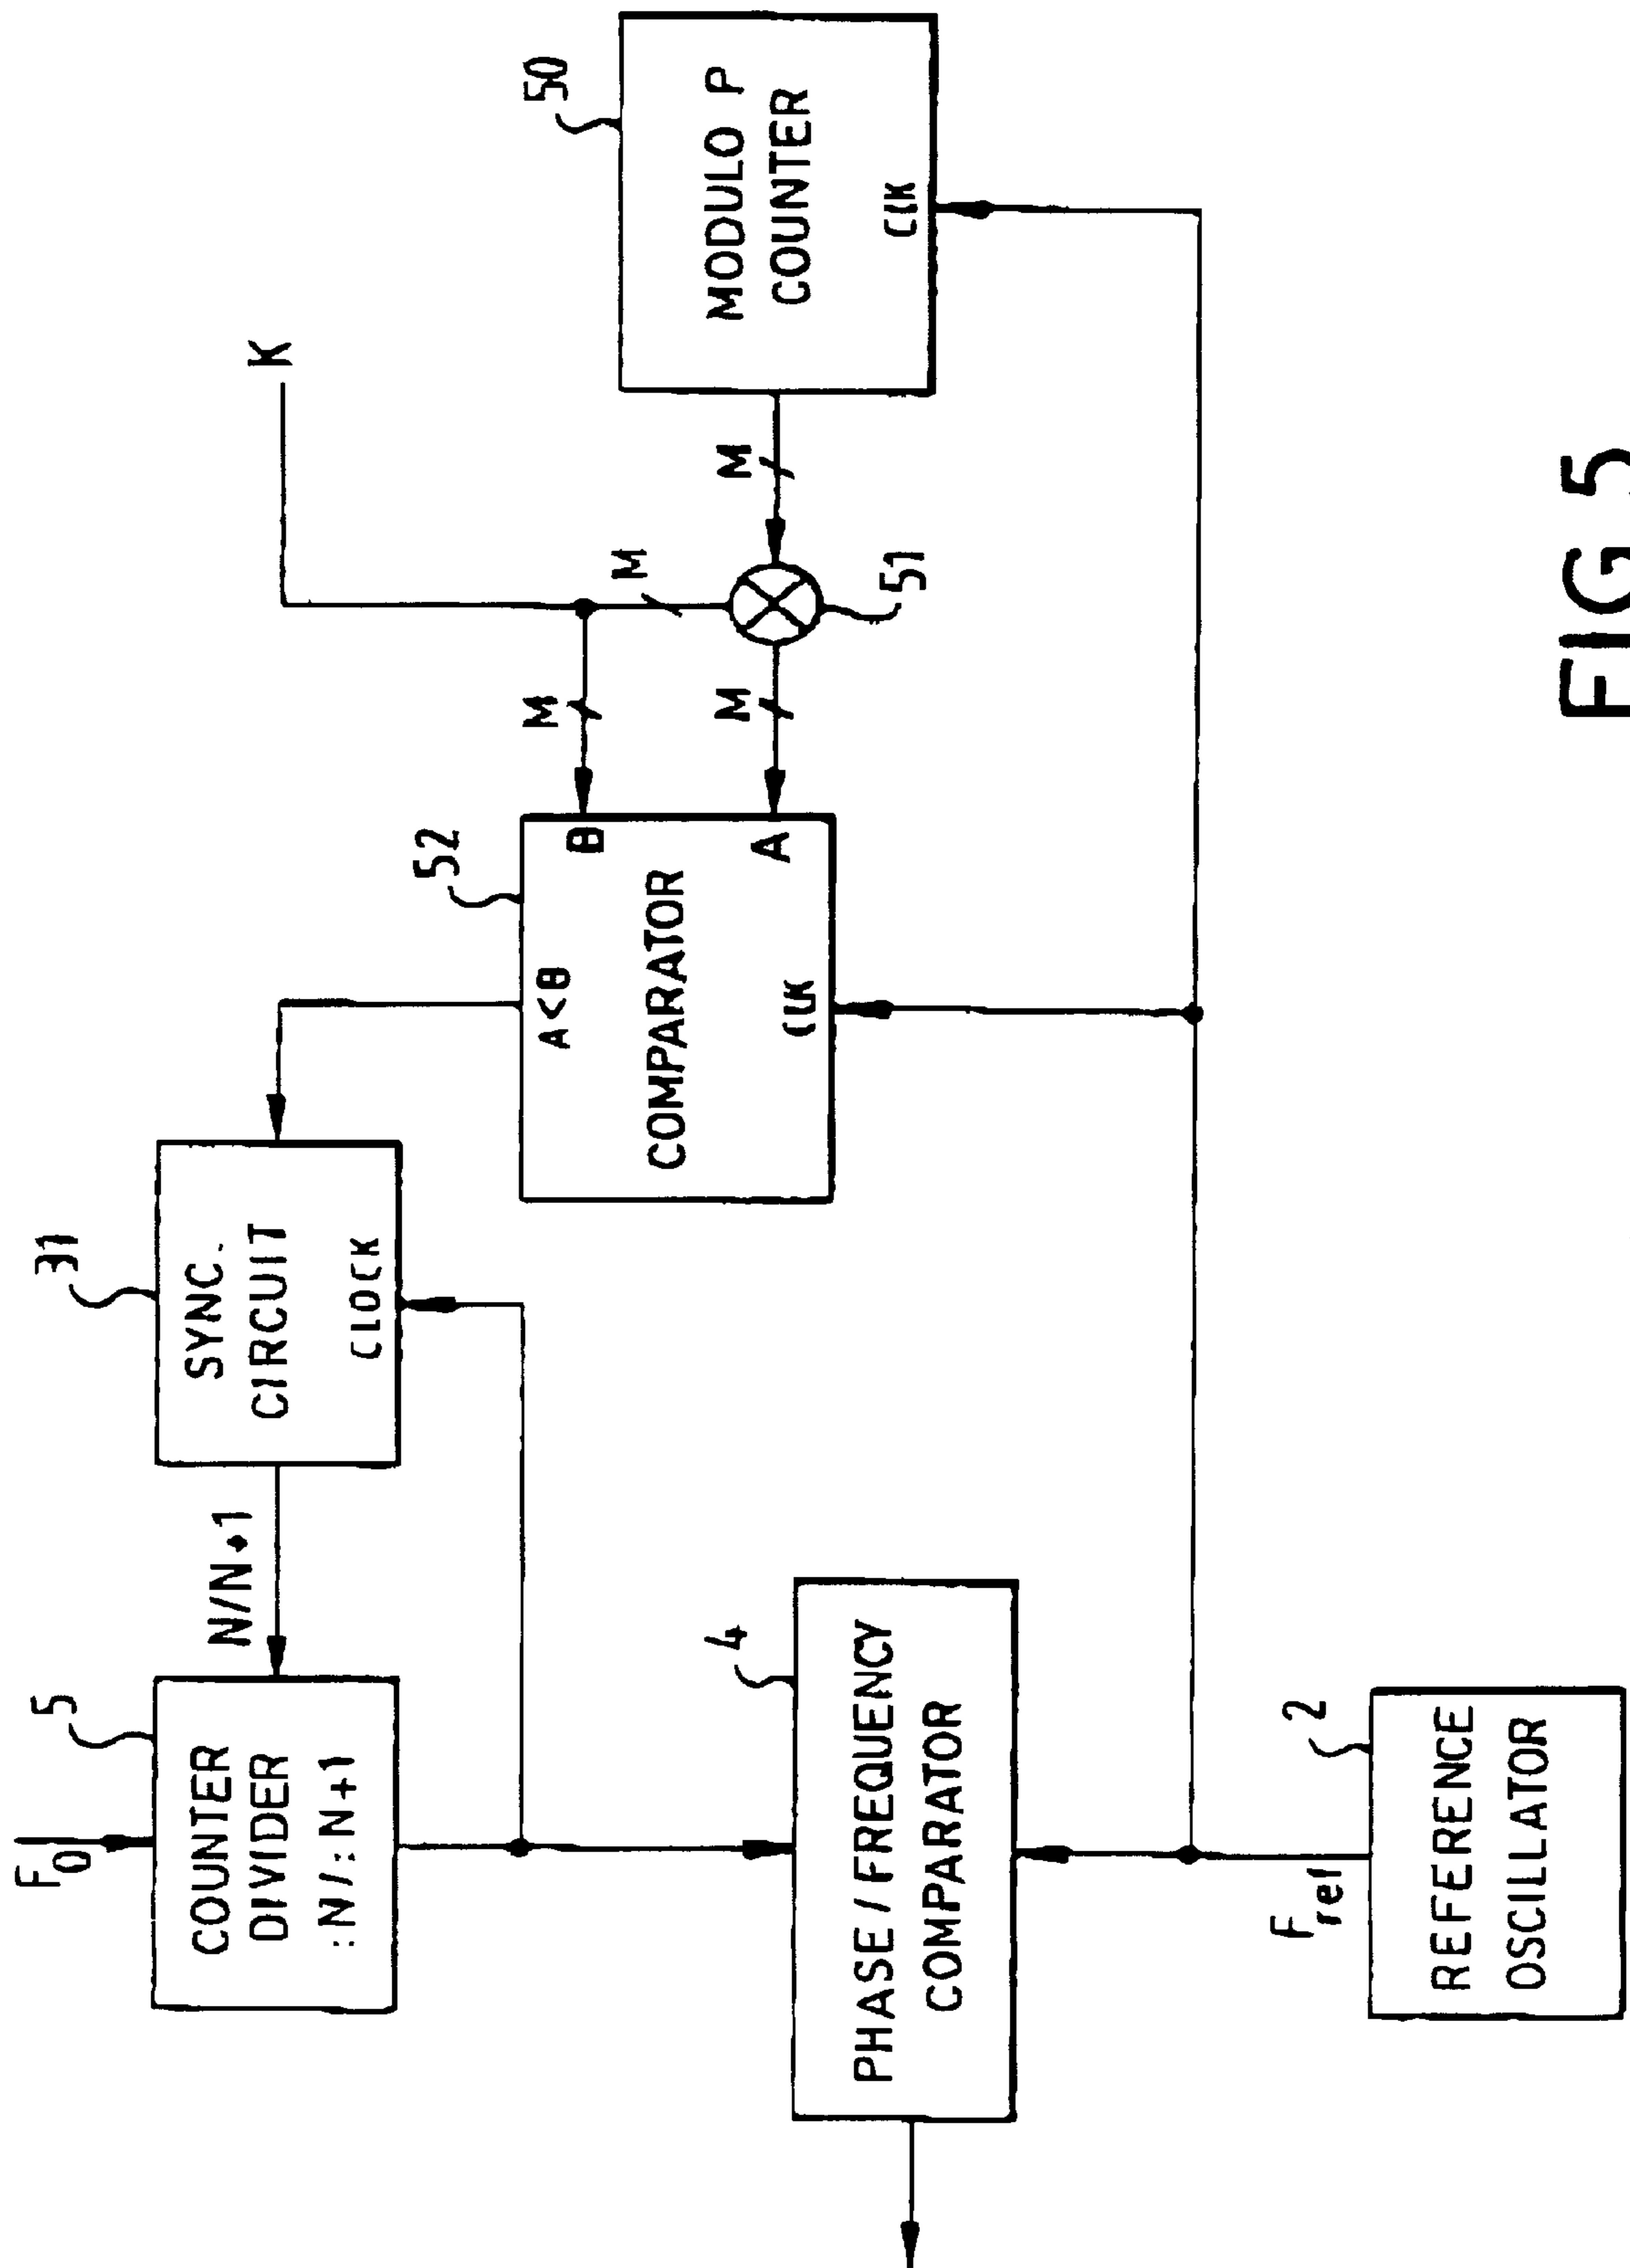 F0
5
COUNTER
DIVIDER
:N/:N+1
N/N+1
31
SYNC.
CIRCUIT
CLOCK
K
52
A<B
B
COMPARATOR
A
CLK
M
M
M
M
51
50
MODULO P
COUNTER
CLK
4
PHASE/FREQUENCY
COMPARATOR
Fref
2
REFERENCE
OSCILLATOR
FIG 5